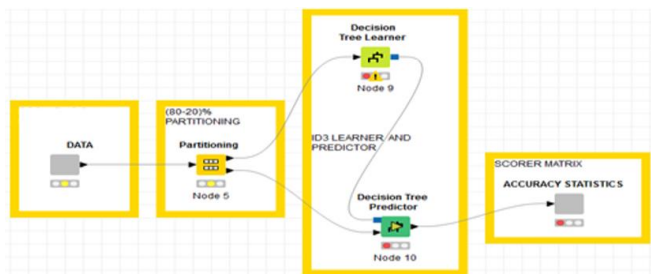 DATA
(80-20)%
PARTITIONING
Partitioning
Node 5
Decision
Tree Learner
Node 9
ID3 LEARNER AND
PREDICTOR
Decision Tree
Predictor
Node 10
SCORER MATRIX
ACCURACY STATISTICS